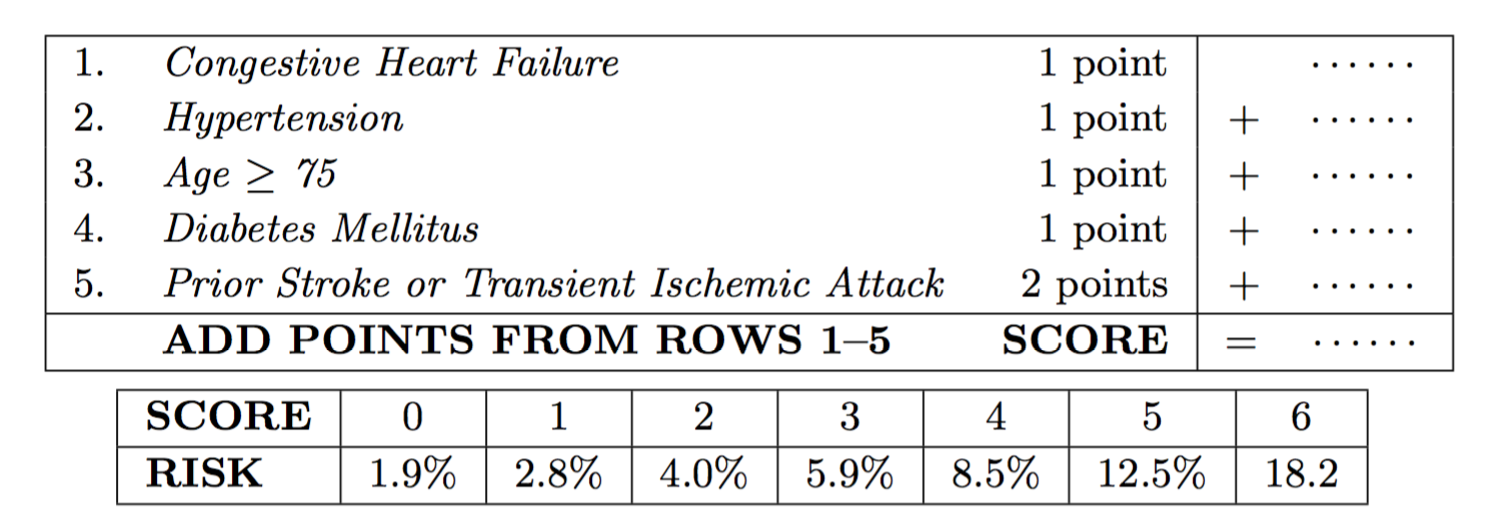 1. Congestive Heart Failure 1 point ······
2. Hypertension 1 point + ······
3. Age ≥ 75 1 point + ······
4. Diabetes Mellitus 1 point + ······
5. Prior Stroke or Transient Ischemic Attack 2 points + ······
ADD POINTS FROM ROWS 1–5 SCORE = ······
SCORE 0 1 2 3 4 5 6
RISK 1.9% 2.8% 4.0% 5.9% 8.5% 12.5% 18.2